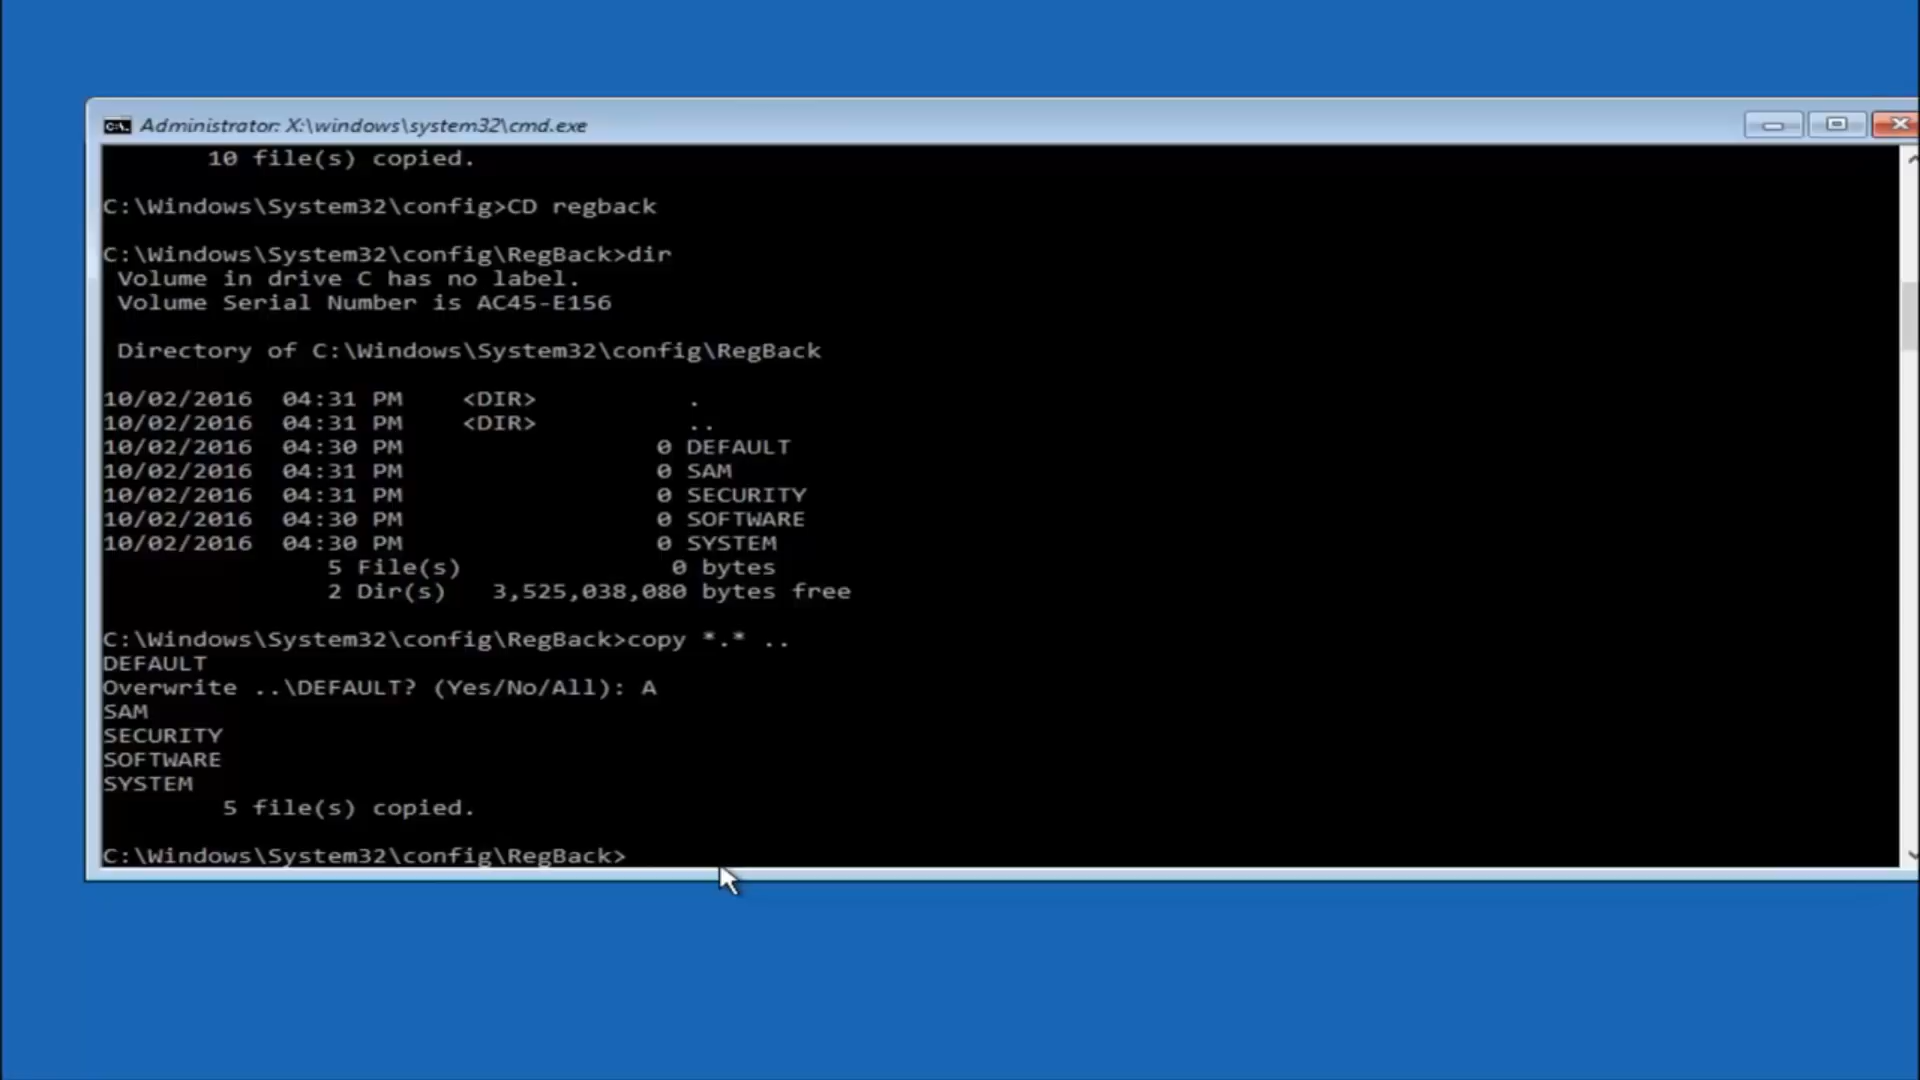 Administrator: X:\windows\system32\cmd.exe
10 file(s) copied.
C:\Windows\System32\config>CD regback
C:\Windows\System32\config\RegBack>dir
Volume in drive C has no label.
Volume Serial Number is AC45-E156
Directory of C:\Windows\System32\config\RegBack
10/02/2016 04:31 PM <DIR> .
10/02/2016 04:31 PM <DIR> ..
10/02/2016 04:30 PM 0 DEFAULT
10/02/2016 04:31 PM 0 SAM
10/02/2016 04:31 PM 0 SECURITY
10/02/2016 04:30 PM 0 SOFTWARE
10/02/2016 04:30 PM 0 SYSTEM
5 File(s) 0 bytes
2 Dir(s) 3,525,038,080 bytes free
C:\Windows\System32\config\RegBack>copy *.* ..
DEFAULT
Overwrite ..\DEFAULT? (Yes/No/All): A
SAM
SECURITY
SOFTWARE
SYSTEM
5 file(s) copied.
C:\Windows\System32\config\RegBack>